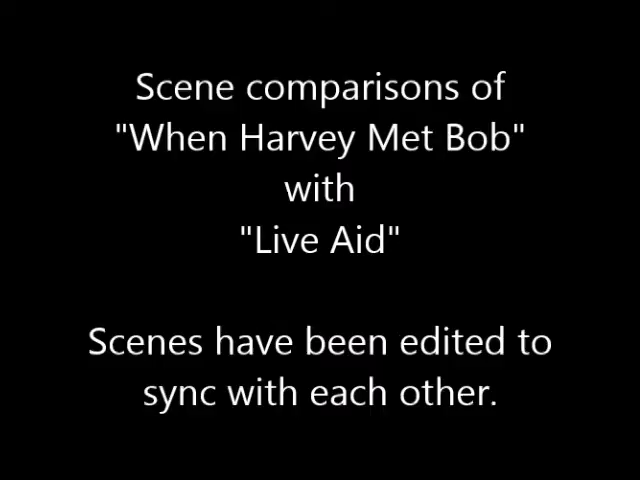 Scene comparisons of
"When Harvey Met Bob"
with
"Live Aid"
Scenes have been edited to
sync with each other.